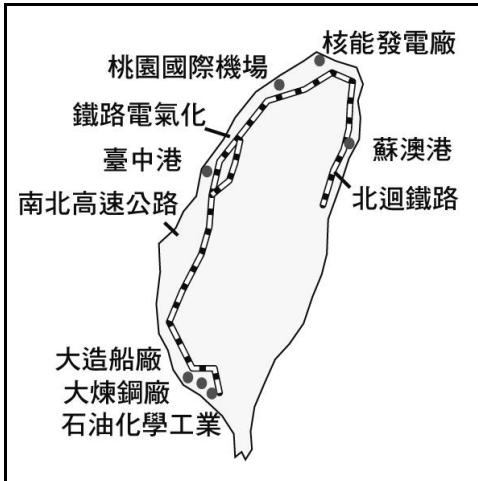 核能發電廠
桃園國際機場
鐵路電氣化
臺中港
蘇澳港
南北高速公路
北迴鐵路
大造船廠
大煉鋼廠
石油化學工業